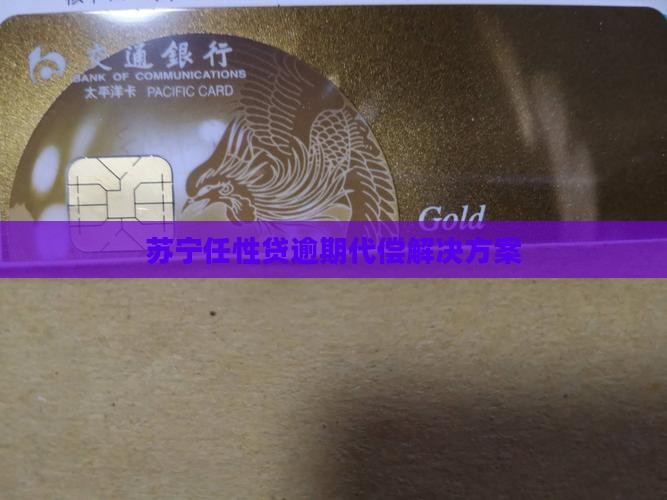 交通銀行
BANK OF COMMUNICATIONS
太平洋卡 PACIFIC CARD
Gold
苏宁任性贷逾期代偿解决方案